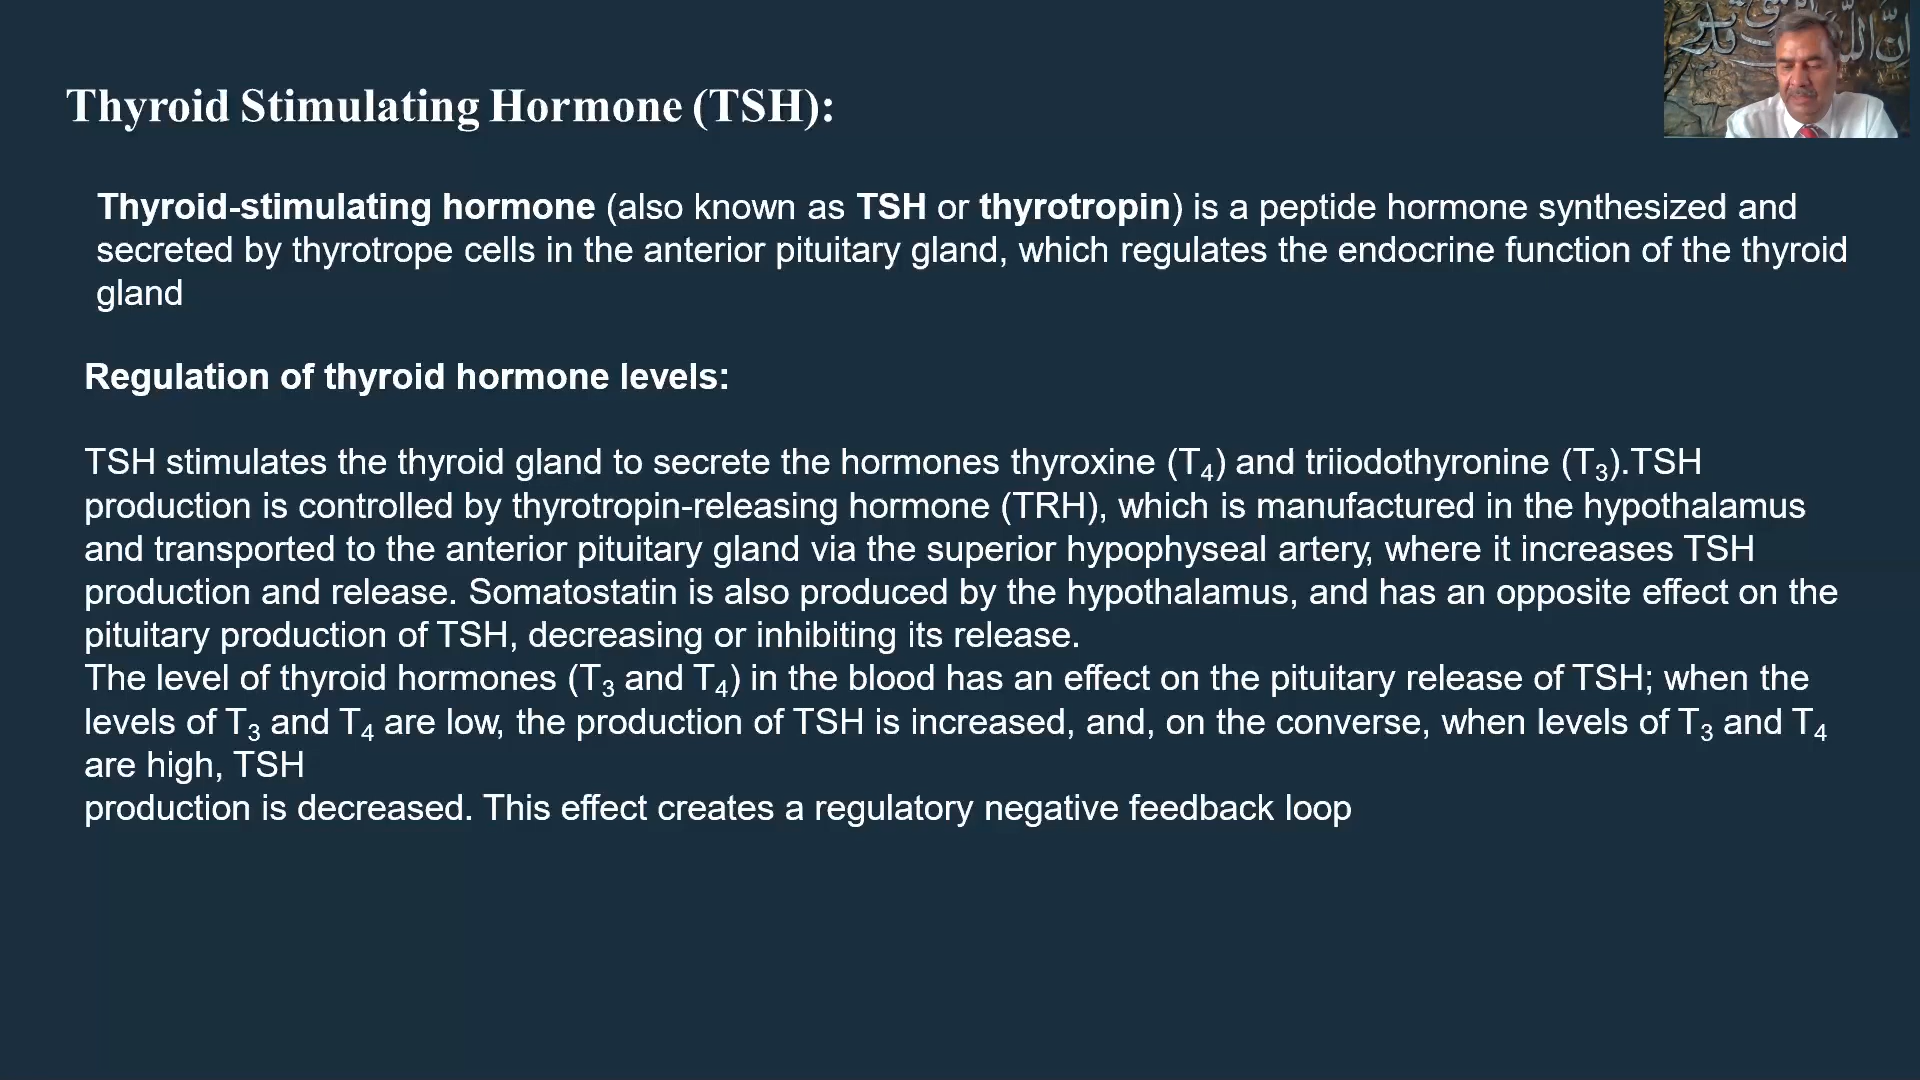 Thyroid Stimulating Hormone (TSH):
Thyroid-stimulating hormone (also known as TSH or thyrotropin) is a peptide hormone synthesized and
secreted by thyrotrope cells in the anterior pituitary gland, which regulates the endocrine function of the thyroid
gland
Regulation of thyroid hormone levels:
TSH stimulates the thyroid gland to secrete the hormones thyroxine (T₄) and triiodothyronine (T₃).TSH
production is controlled by thyrotropin-releasing hormone (TRH), which is manufactured in the hypothalamus
and transported to the anterior pituitary gland via the superior hypophyseal artery, where it increases TSH
production and release. Somatostatin is also produced by the hypothalamus, and has an opposite effect on the
pituitary production of TSH, decreasing or inhibiting its release.
The level of thyroid hormones (T₃ and T₄) in the blood has an effect on the pituitary release of TSH; when the
levels of T₃ and T₄ are low, the production of TSH is increased, and, on the converse, when levels of T₃ and T₄
are high, TSH
production is decreased. This effect creates a regulatory negative feedback loop